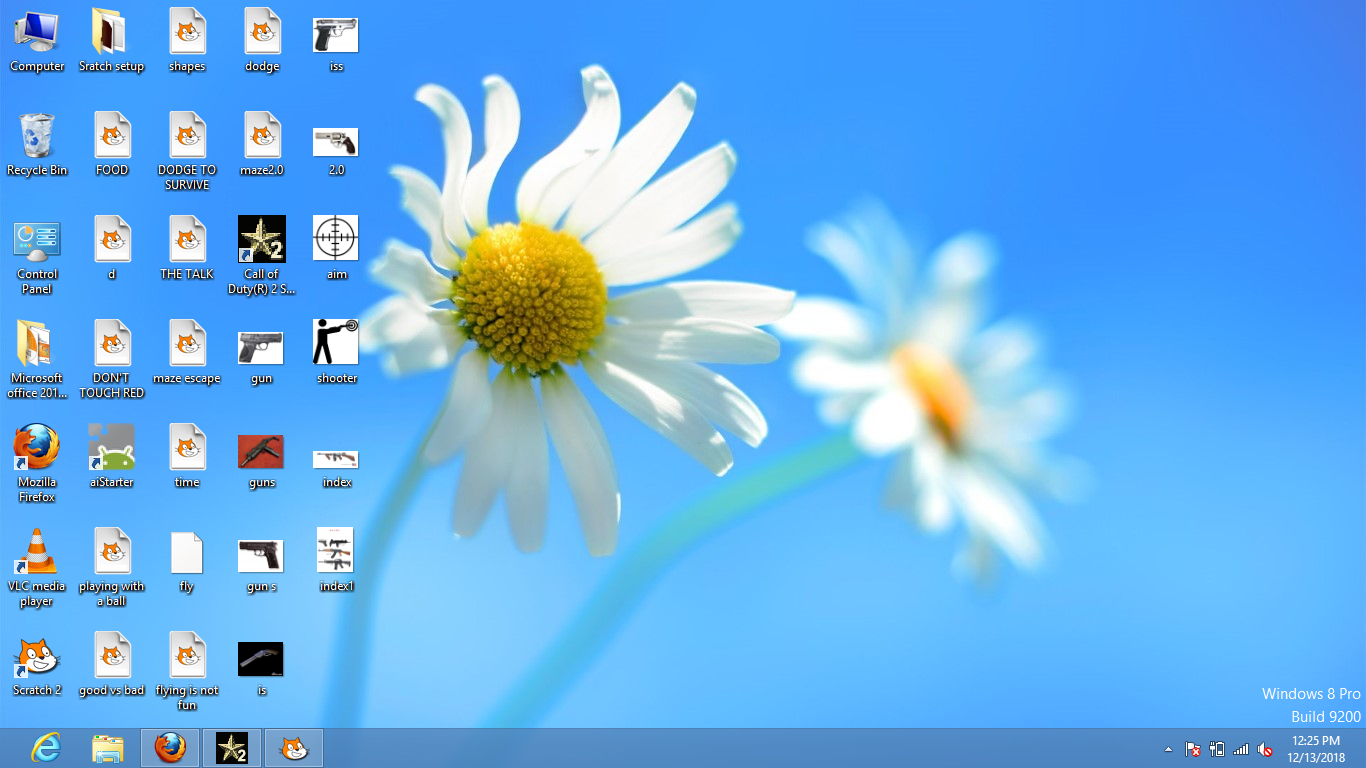 Computer
Sratch setup
shapes
dodge
iss
Recycle Bin
FOOD
DODGE TO
SURVIVE
maze2.0
2.0
Control
Panel
d
THE TALK
Call of
Duty(R) 2 S...
2
aim
Microsoft
office 201...
DON'T
TOUCH RED
maze escape
gun
shooter
Mozilla
Firefox
aiStarter
time
guns
index
VLC media
player
playing with
a ball
fly
gun s
index1
Scratch 2
good vs bad
flying is not
fun
is
Windows 8 Pro
Build 9200
2
12:25 PM
12/13/2018